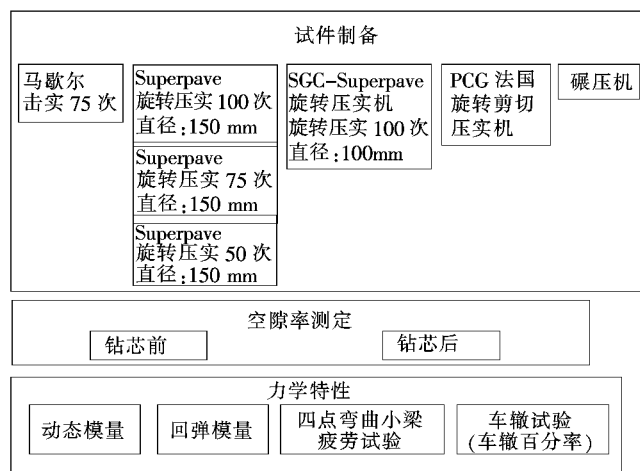 试件制备
马歇尔
击实 75 次
Superpave
旋转压实 100 次
直径:150 mm
Superpave
旋转压实 75 次
直径:150 mm
Superpave
旋转压实 50 次
直径:150 mm
SGC-Superpave
旋转压实机
旋转压实 100 次
直径:100mm
PCG 法国
旋转剪切
压实机
碾压机
空隙率测定
钻芯前
钻芯后
力学特性
动态模量
回弹模量
四点弯曲小梁
疲劳试验
车辙试验
(车辙百分率)